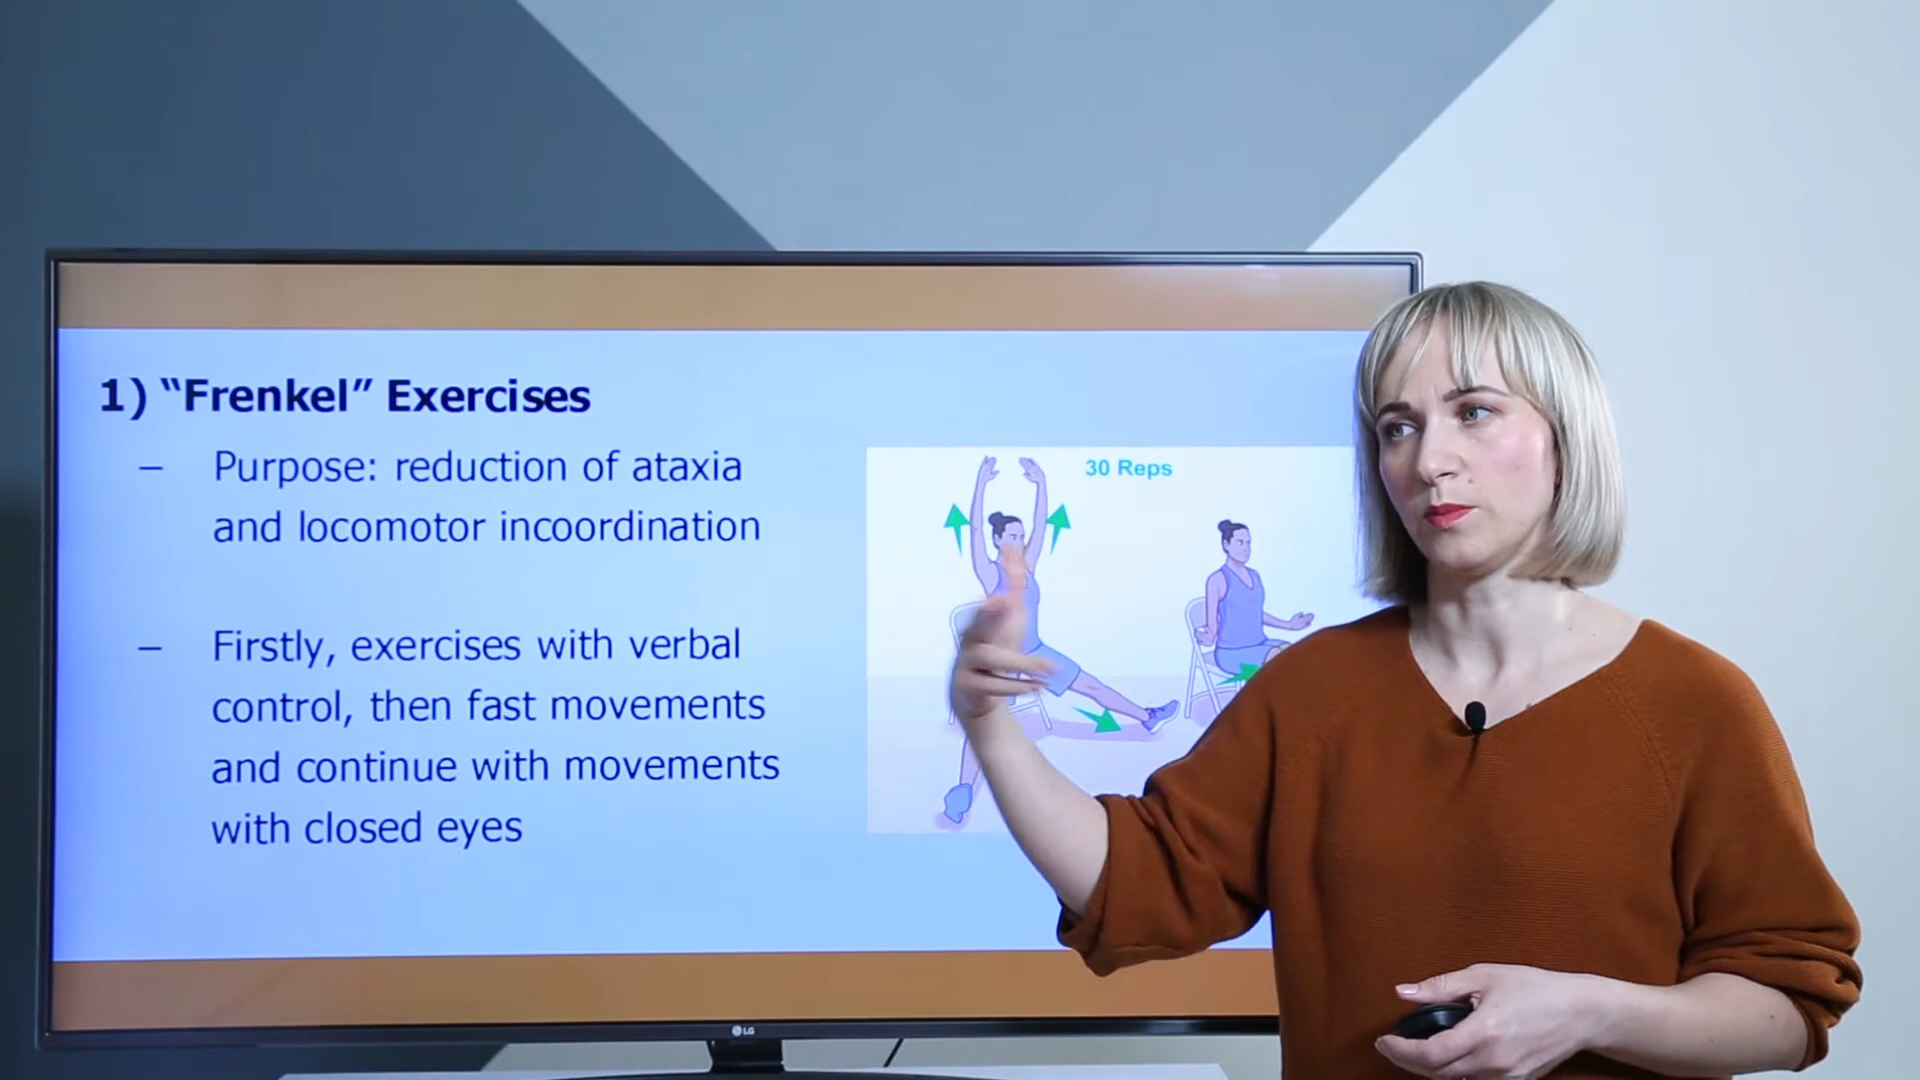 1) “Frenkel” Exercises
– Purpose: reduction of ataxia
and locomotor incoordination
– Firstly, exercises with verbal
control, then fast movements
and continue with movements
with closed eyes
30 Reps
LG